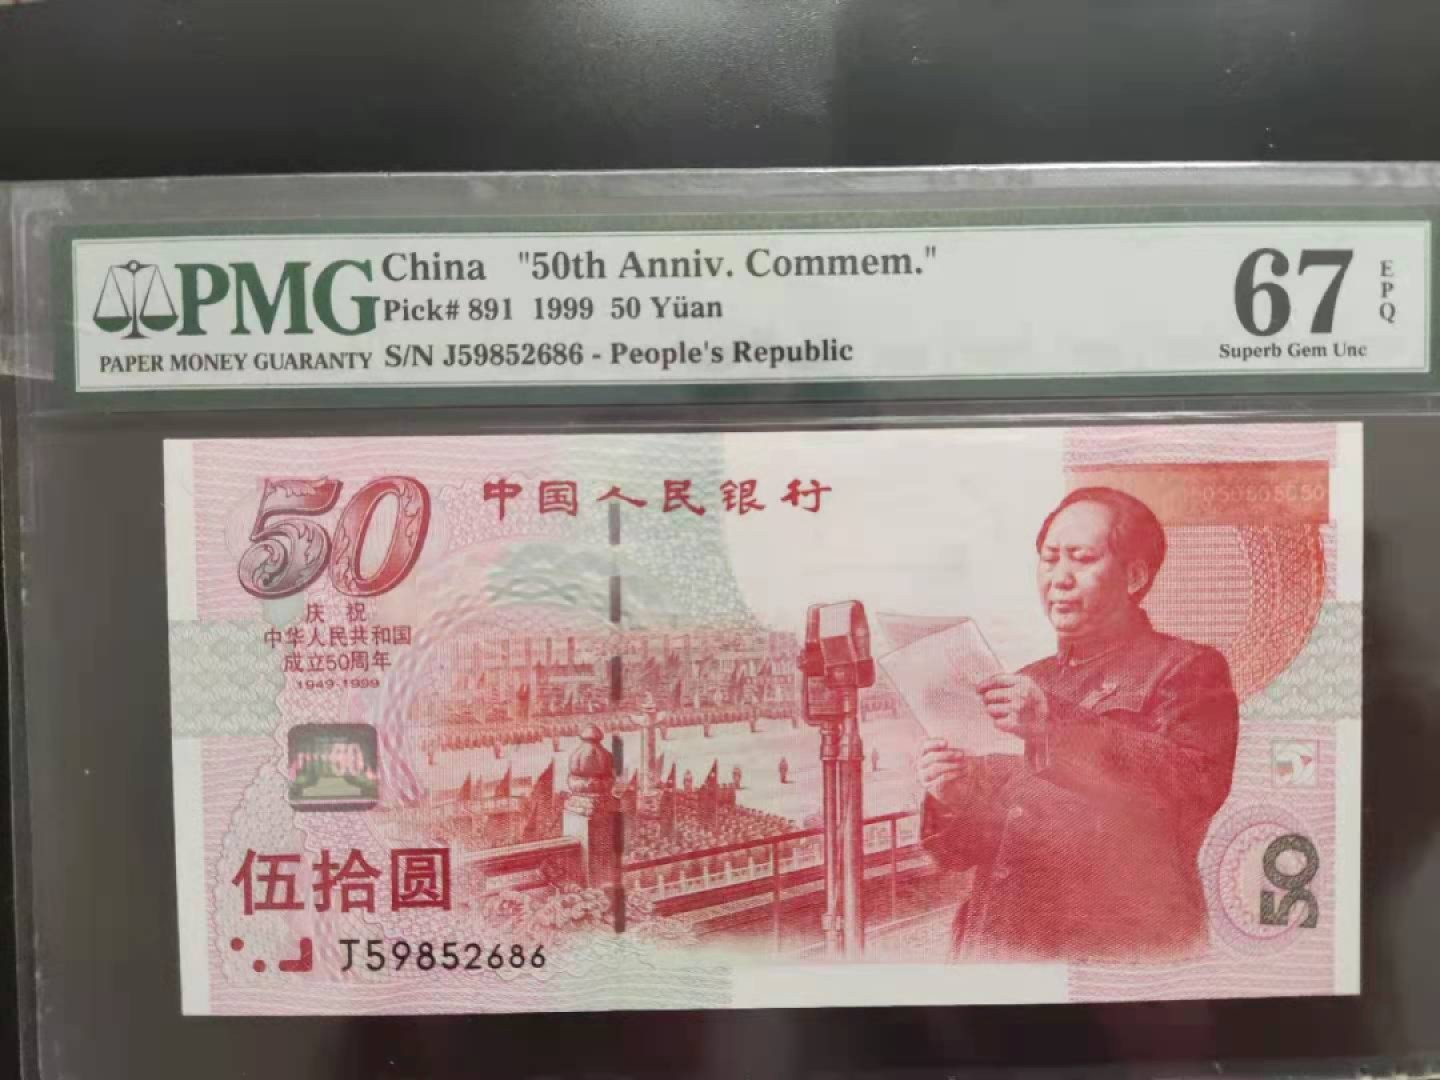 China "50th Anniv. Commem."
PMG Pick# 891 1999 50 Yüan
PAPER MONEY GUARANTY S/N J59852686 - People's Republic
67 EPQ
Superb Gem Unc
50 中国人民银行
庆祝
中华人民共和国
成立50周年
1949-1999
50
伍拾圆
J59852686
50